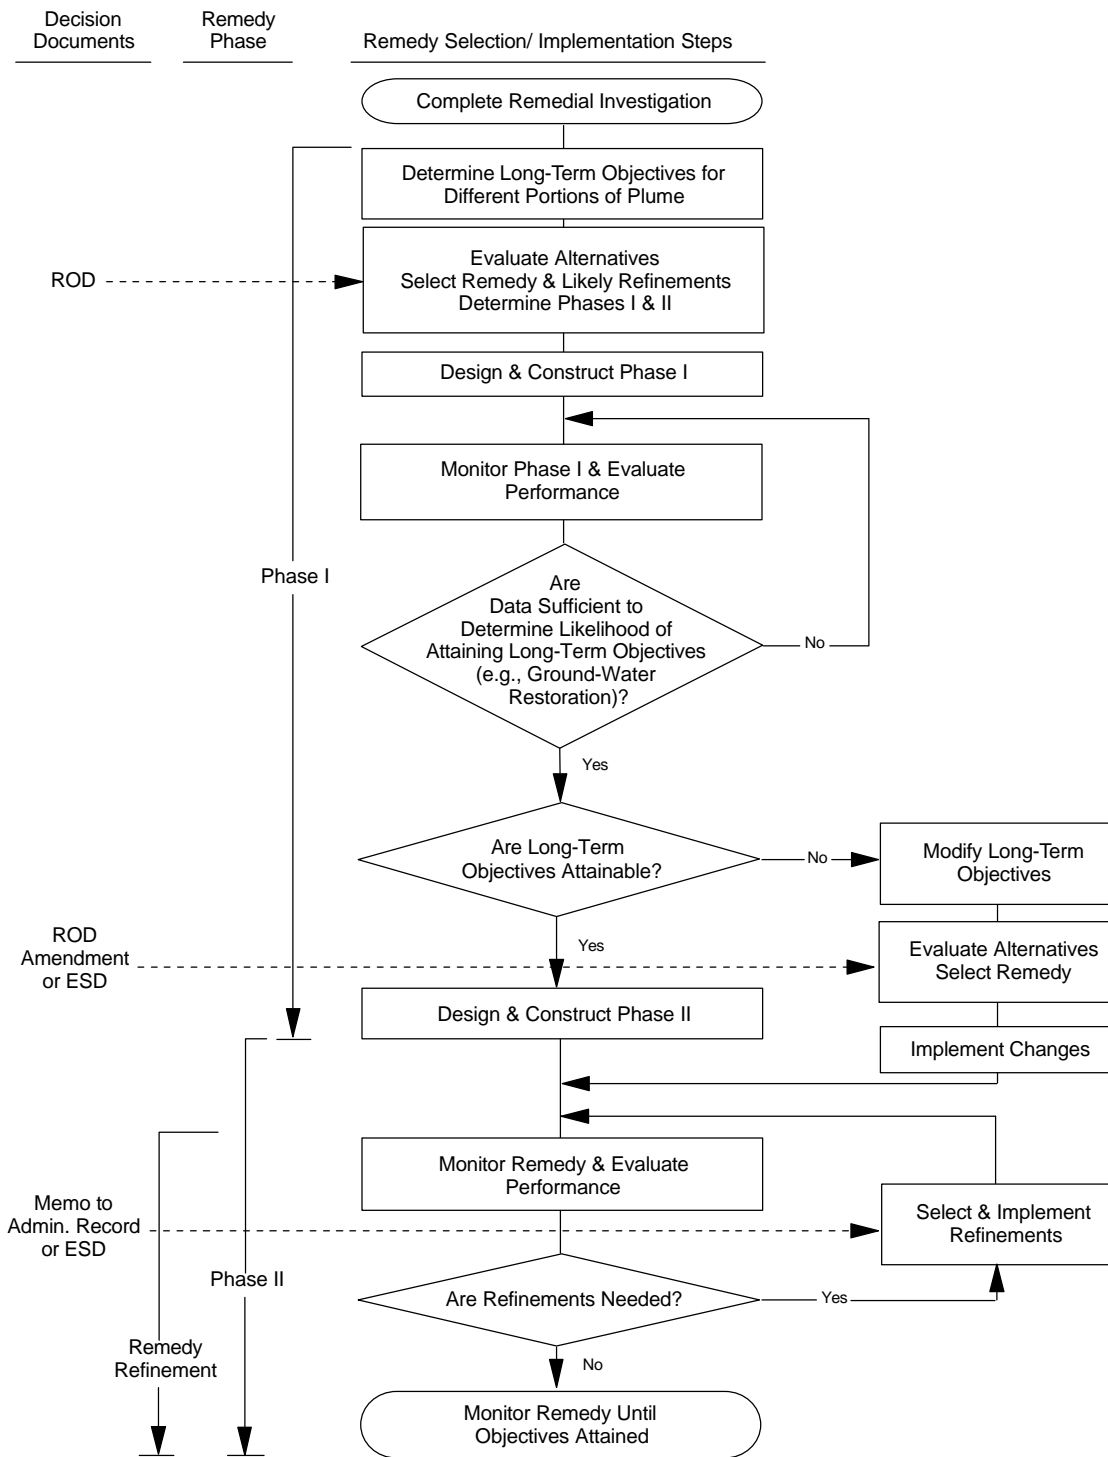 Decision
Documents
Remedy
Phase
Remedy Selection/ Implementation Steps
Complete Remedial Investigation
Determine Long-Term Objectives for
Different Portions of Plume
ROD
Evaluate Alternatives
Select Remedy & Likely Refinements
Determine Phases I & II
Design & Construct Phase I
Monitor Phase I & Evaluate
Performance
Phase I
Are
Data Sufficient to
Determine Likelihood of
Attaining Long-Term Objectives
(e.g., Ground-Water
Restoration)?
No
Yes
Are Long-Term
Objectives Attainable?
No
Modify Long-Term
Objectives
Yes
ROD
Amendment
or ESD
Evaluate Alternatives
Select Remedy
Design & Construct Phase II
Implement Changes
Monitor Remedy & Evaluate
Performance
Memo to
Admin. Record
or ESD
Select & Implement
Refinements
Phase II
Are Refinements Needed?
Yes
Remedy
Refinement
No
Monitor Remedy Until
Objectives Attained